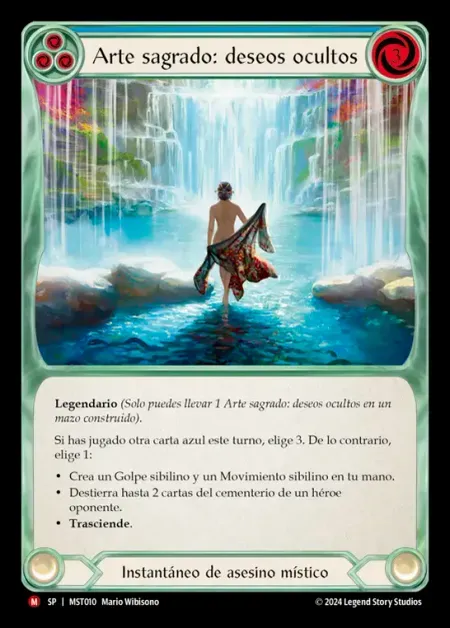 Arte sagrado: deseos ocultos
3
Legendario (Solo puedes llevar 1 Arte sagrado: deseos ocultos en un
mazo construido).
Si has jugado otra carta azul este turno, elige 3. De lo contrario,
elige 1:
• Crea un Golpe sibilino y un Movimiento sibilino en tu mano.
• Destierra hasta 2 cartas del cementerio de un héroe
oponente.
• Trasciende.
Instantáneo de asesino místico
M SP | MST010 Mario Wibisono © 2024 Legend Story Studios